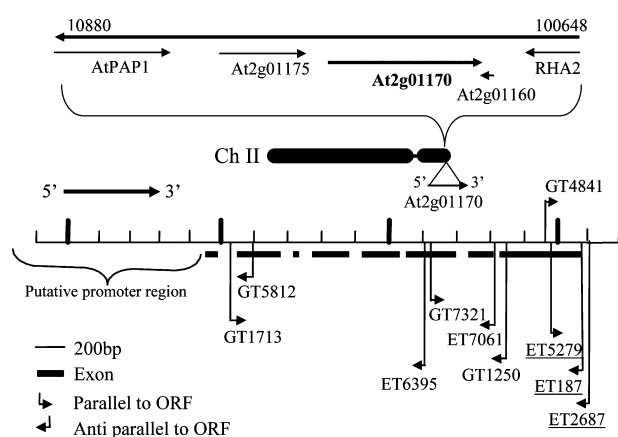 10880 100648
AtPAP1 At2g01175 At2g01170 At2g01160 RHA2
Ch II
5' 3'
At2g01170
5' 3'
GT4841
Putative promoter region
GT5812
GT1713
GT7321
ET7061
ET5279
ET6395
GT1250
ET187
ET2687
200bp
Exon
Parallel to ORF
Anti parallel to ORF